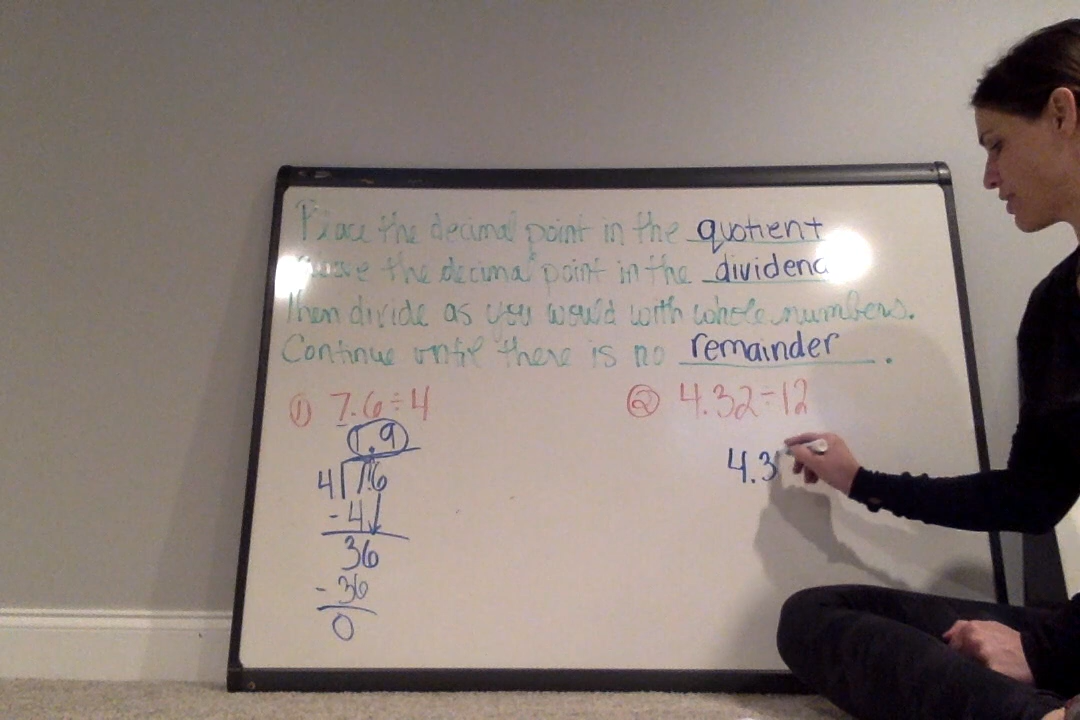 Place the decimal point in the quotient
above the decimal point in the dividend
Then divide as you would with whole numbers.
Continue until there is no remainder.
① 7.6÷4
1.9
4 7.6
-4
36
-36
0
② 4.32÷12
4.3